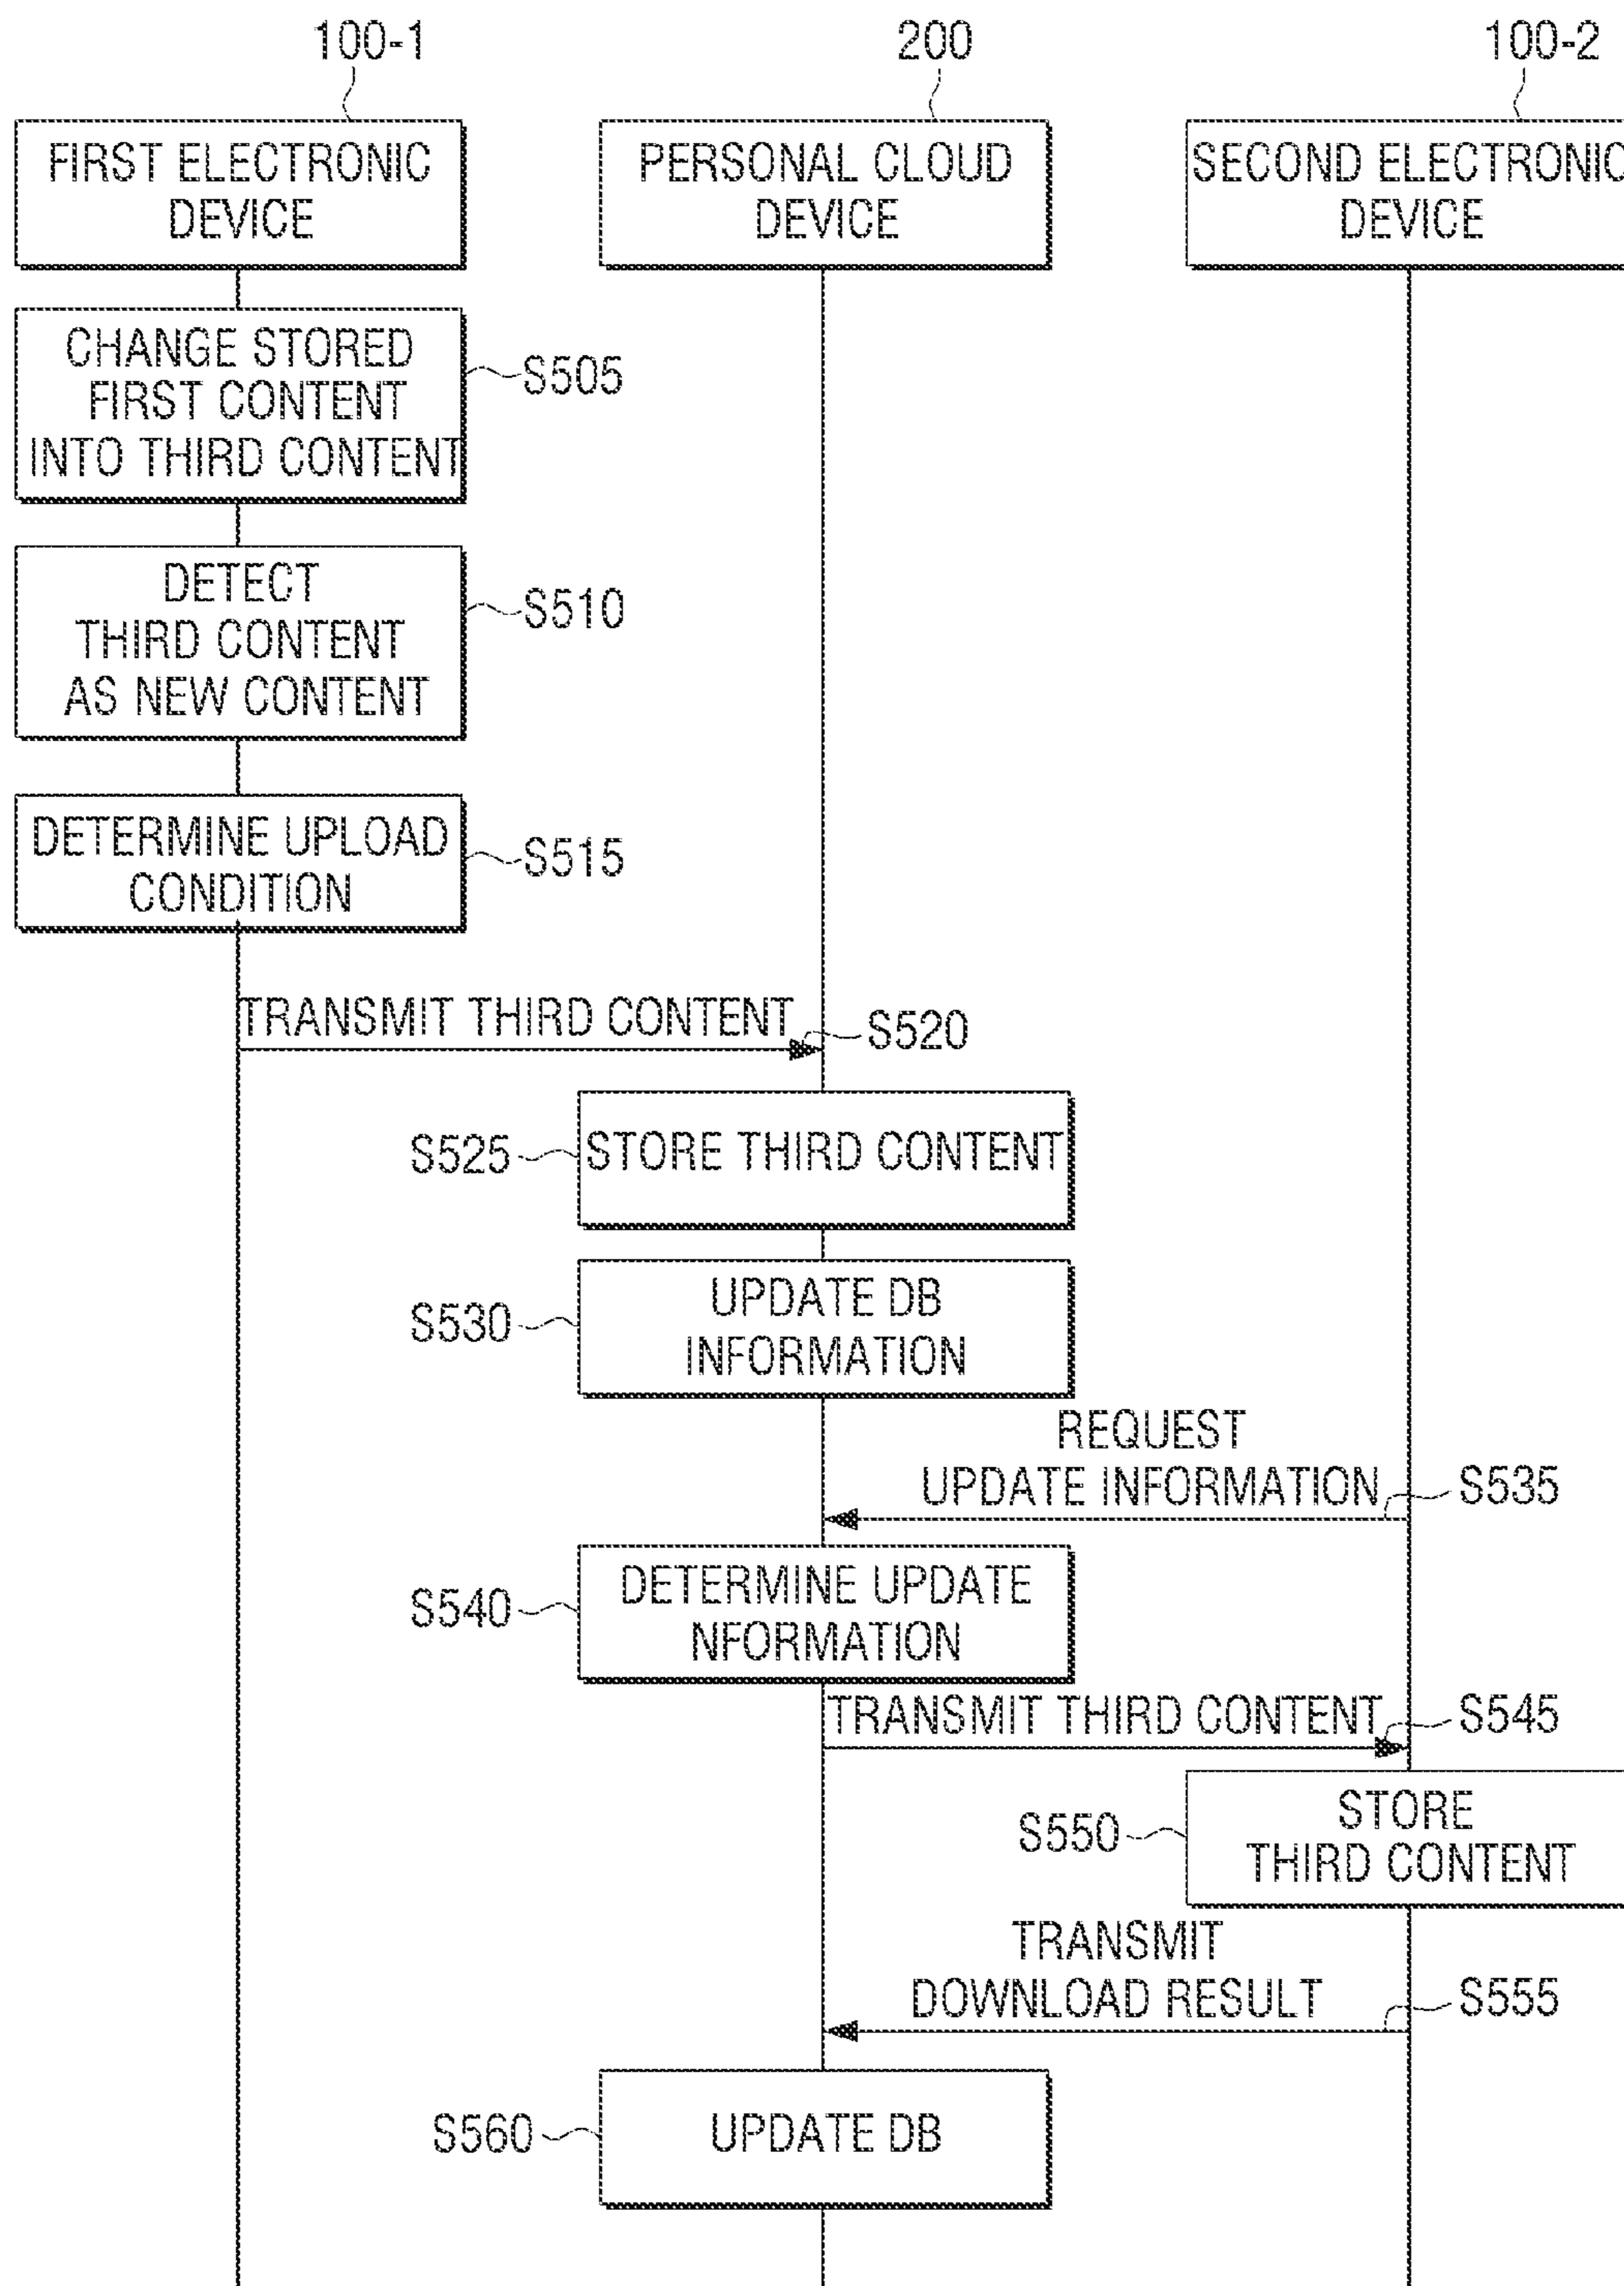 100-1
200
100-2
FIRST ELECTRONIC
DEVICE
PERSONAL CLOUD
DEVICE
SECOND ELECTRONIC
DEVICE
CHANGE STORED
FIRST CONTENT
INTO THIRD CONTENT
S505
DETECT
THIRD CONTENT
AS NEW CONTENT
S510
DETERMINE UPLOAD
CONDITION
S515
TRANSMIT THIRD CONTENT
S520
S525
STORE THIRD CONTENT
S530
UPDATE DB
INFORMATION
REQUEST
UPDATE INFORMATION
S535
S540
DETERMINE UPDATE
NFORMATION
TRANSMIT THIRD CONTENT
S545
S550
STORE
THIRD CONTENT
TRANSMIT
DOWNLOAD RESULT
S555
S560
UPDATE DB